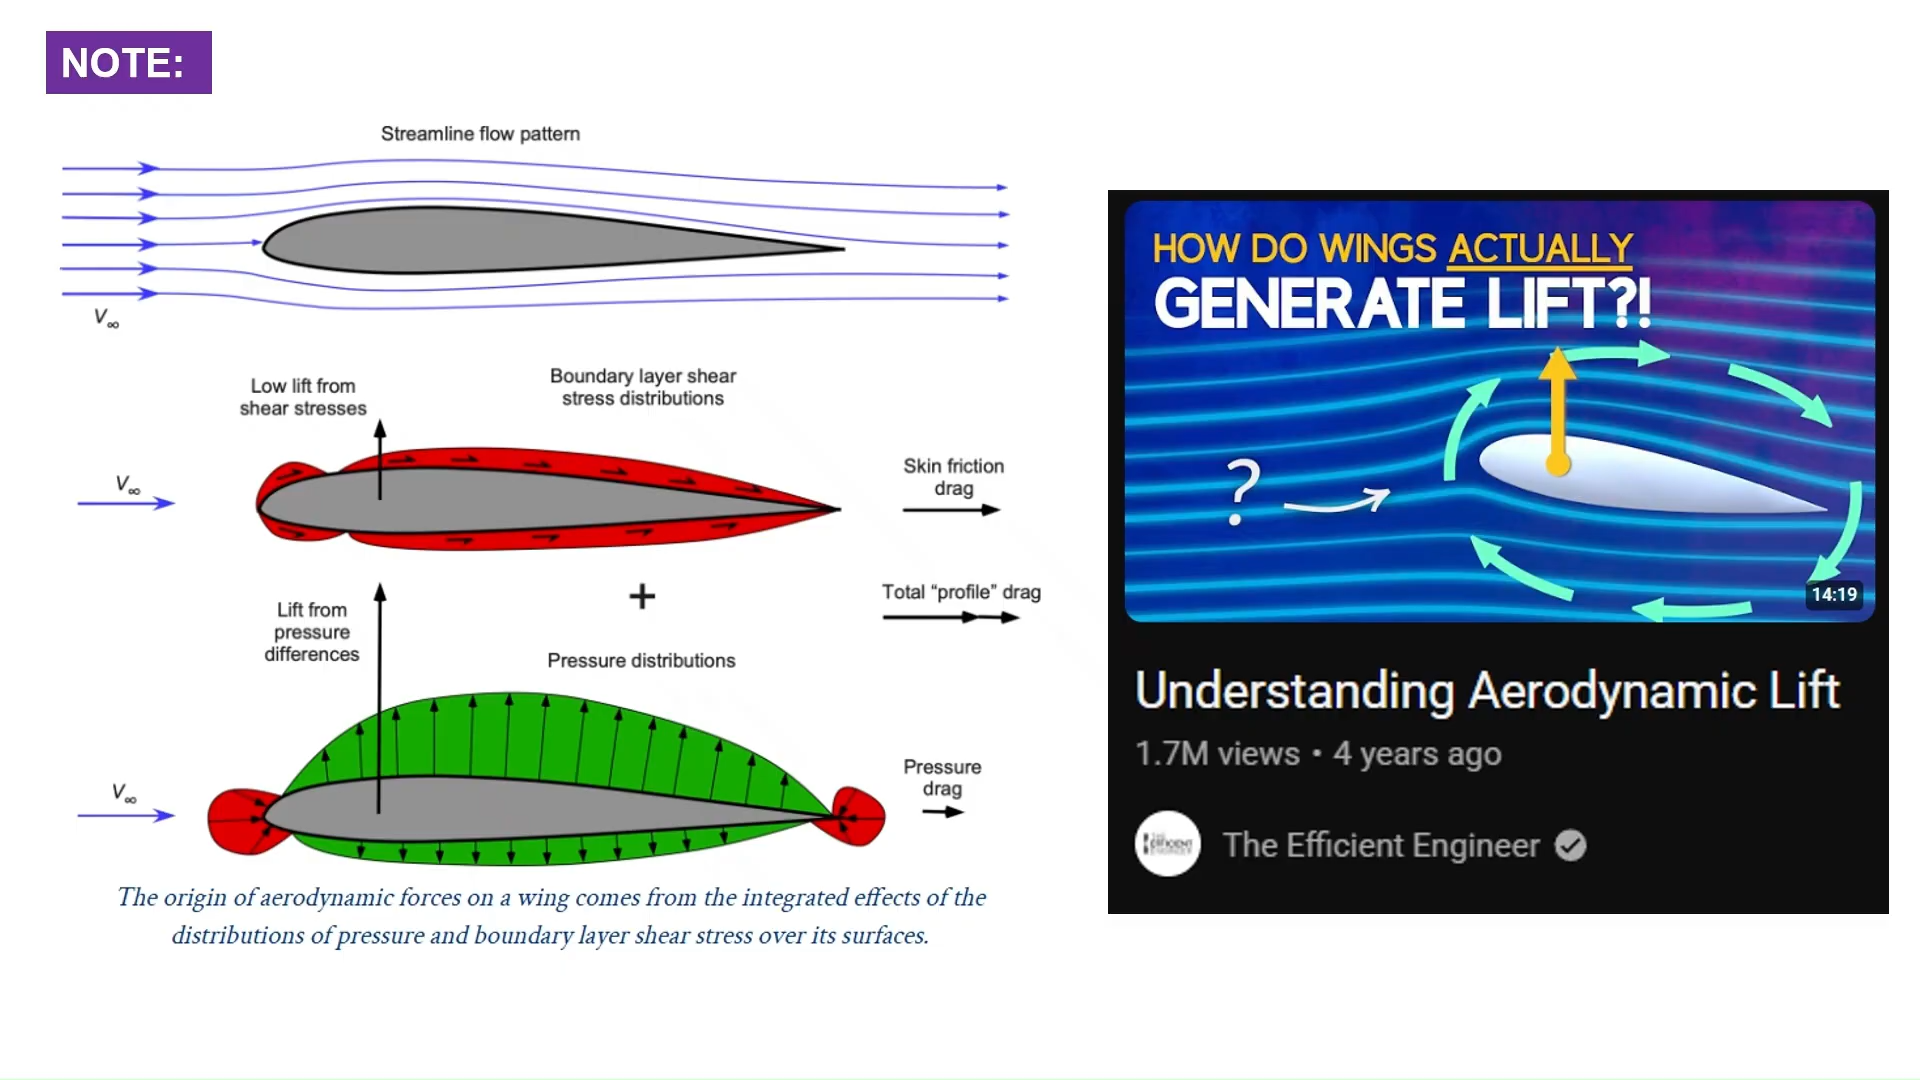 NOTE:
Streamline flow pattern
V∞
Low lift from
shear stresses
Boundary layer shear
stress distributions
V∞
Skin friction
drag
+
Total “profile” drag
Lift from
pressure
differences
Pressure distributions
V∞
Pressure
drag
The origin of aerodynamic forces on a wing comes from the integrated effects of the
distributions of pressure and boundary layer shear stress over its surfaces.
HOW DO WINGS ACTUALLY
GENERATE LIFT?!
?
14:19
Understanding Aerodynamic Lift
1.7M views • 4 years ago
THE
EFFICIENT
ENGINEER
The Efficient Engineer